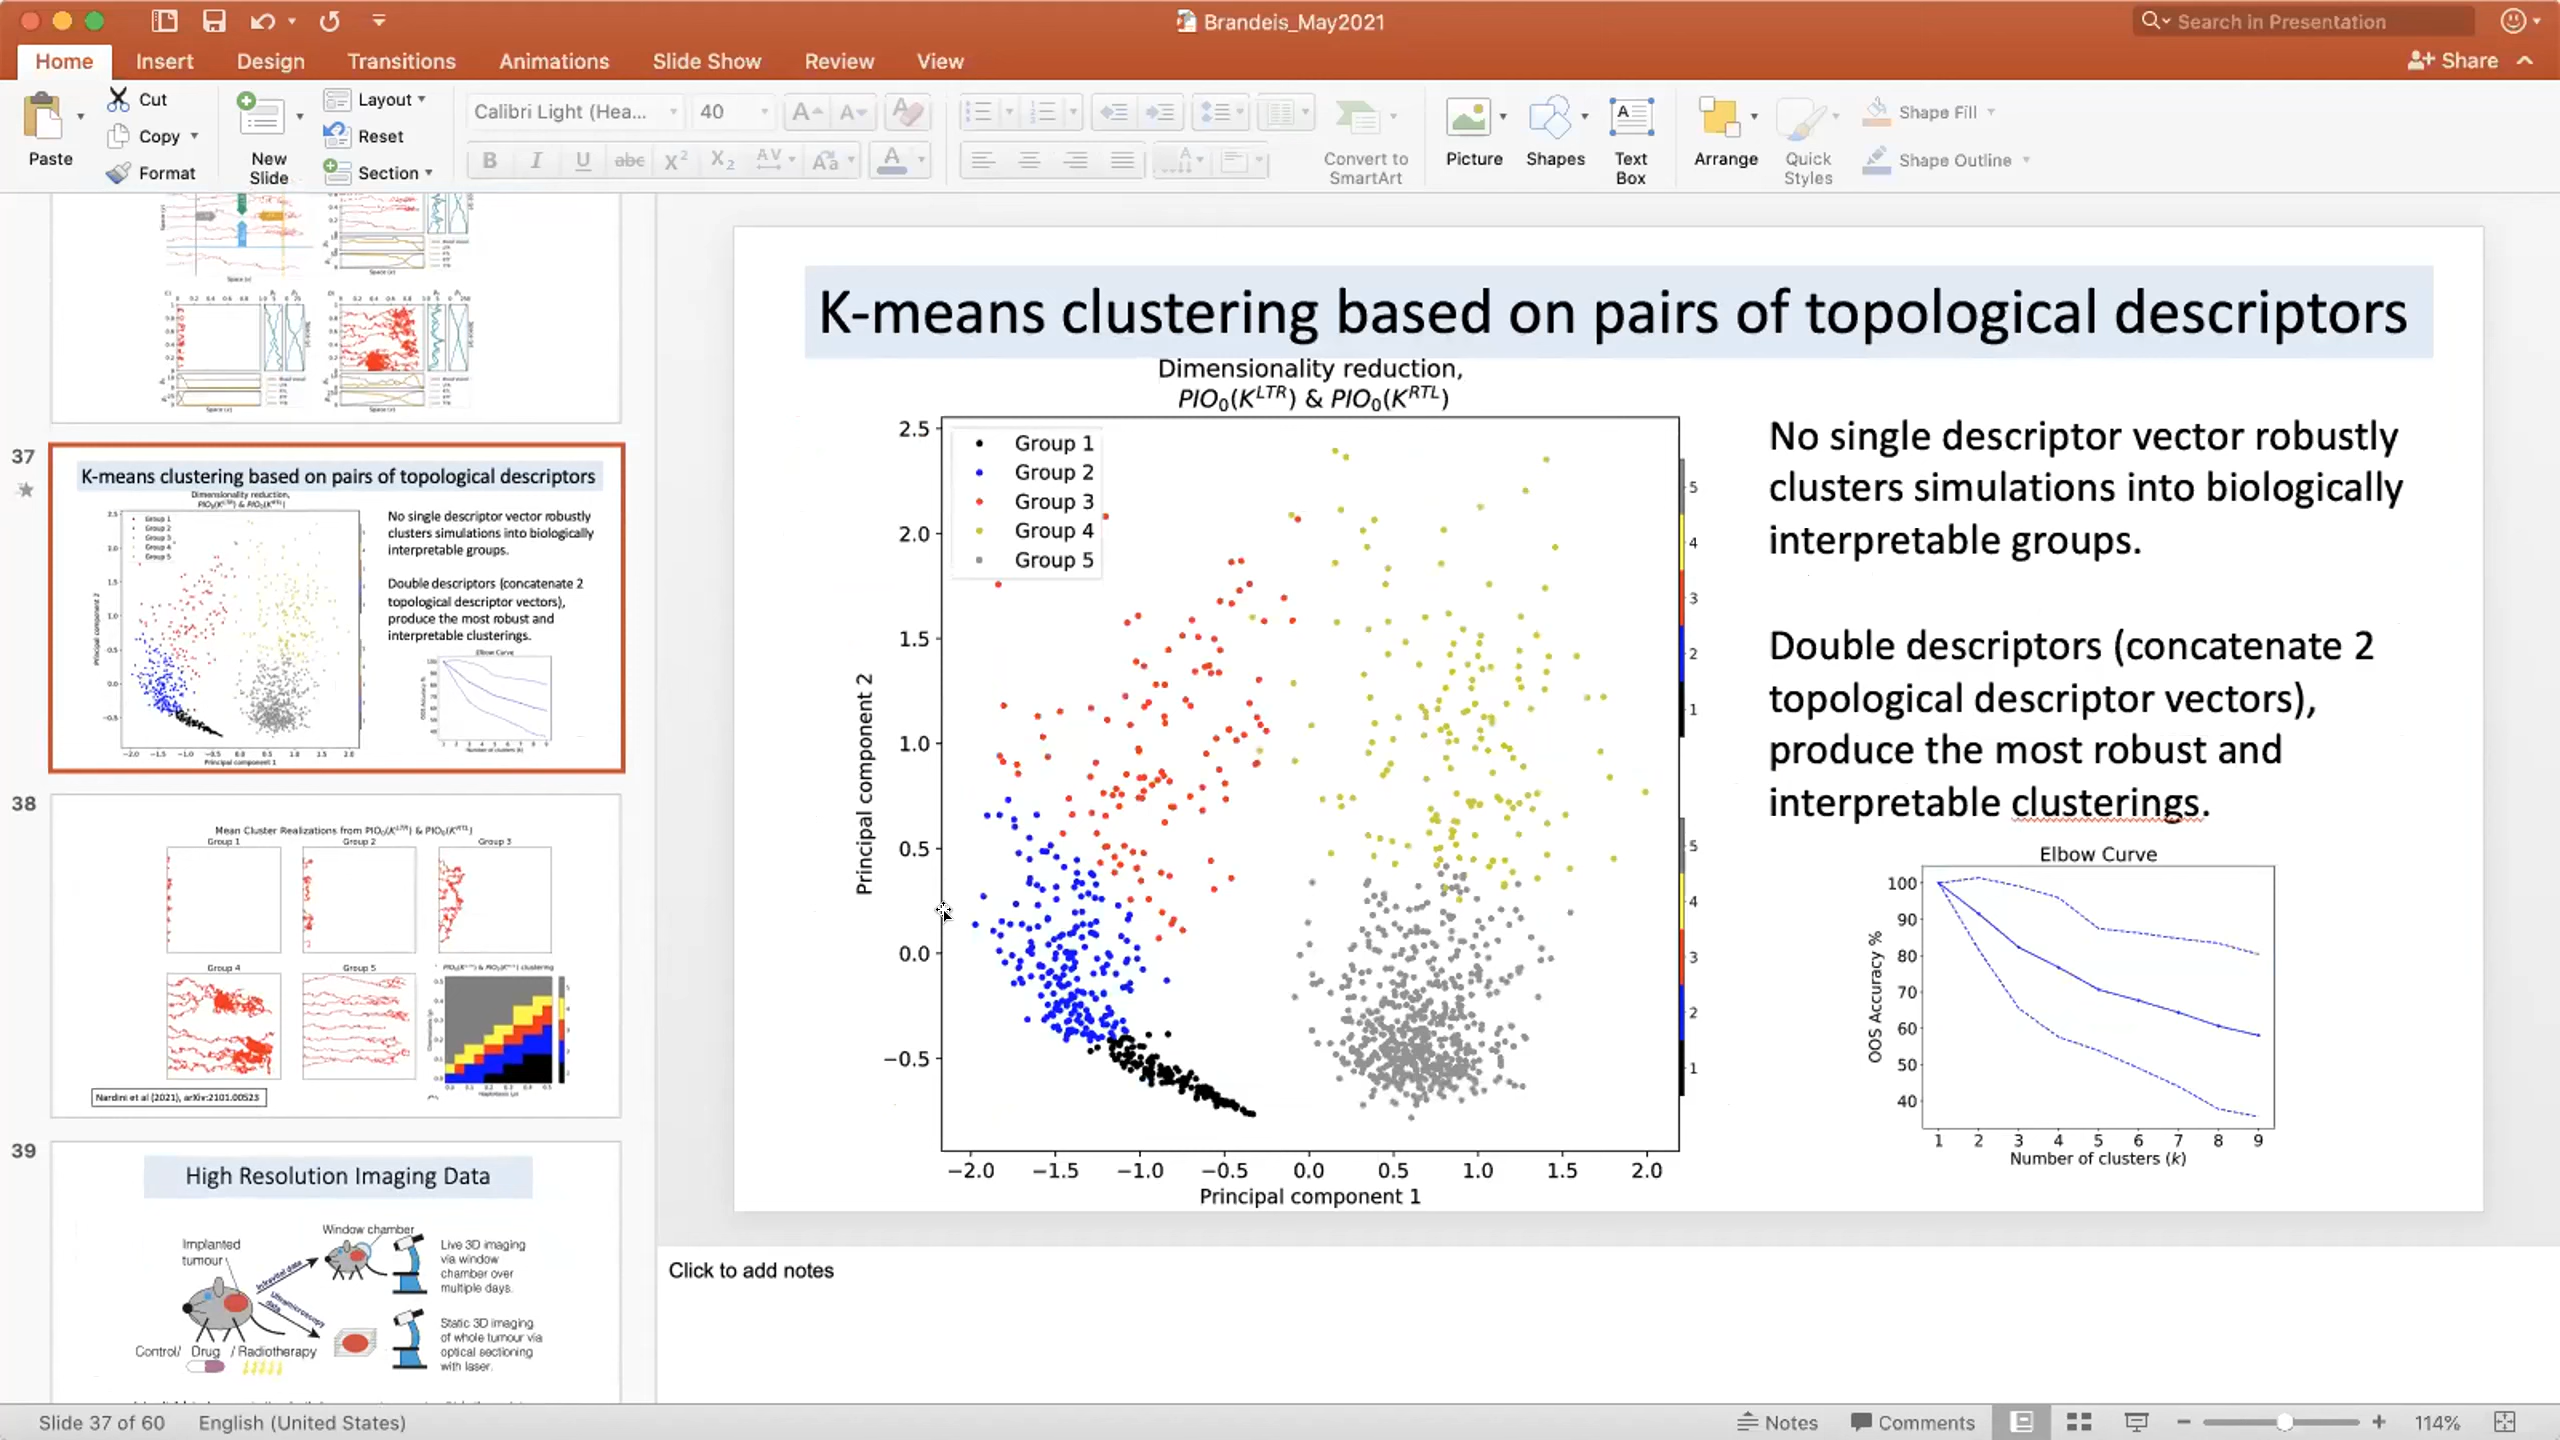 Brandeis_May2021
Search in Presentation
Home
Insert
Design
Transitions
Animations
Slide Show
Review
View
Share
Paste
Cut
Copy
Format
New
Slide
Layout
Reset
Section
Calibri Light (Hea...
40
Convert to
SmartArt
Picture
Shapes
Text
Box
Arrange
Quick
Styles
Shape Fill
Shape Outline
37
K-means clustering based on pairs of topological descriptors
Dimensionality reduction,
PIO₀(K^LTR) & PIO₀(K^RTL)
No single descriptor vector robustly
clusters simulations into biologically
interpretable groups.
Double descriptors (concatenate 2
topological descriptor vectors),
produce the most robust and
interpretable clusterings.
Elbow Curve
38
Mean Cluster Realizations from PIO₀(K^LTR) & PIO₀(K^RTL)
Group 1
Group 2
Group 3
Group 4
Group 5
Nardini et al (2021), arXiv:2101.00523
39
High Resolution Imaging Data
Window chamber
Implanted
tumour
Intravital data
Ultramicroscopy
data
Live 3D imaging
via window
chamber over
multiple days.
Static 3D imaging
of whole tumour via
optical sectioning
with laser.
Control/ Drug / Radiotherapy
K-means clustering based on pairs of topological descriptors
Dimensionality reduction,
PIO₀(K^LTR) & PIO₀(K^RTL)
Group 1
Group 2
Group 3
Group 4
Group 5
2.5
2.0
1.5
1.0
0.5
0.0
−0.5
Principal component 2
−2.0 −1.5 −1.0 −0.5 0.0 0.5 1.0 1.5 2.0
Principal component 1
5
4
3
2
1
5
4
3
2
1
No single descriptor vector robustly
clusters simulations into biologically
interpretable groups.
Double descriptors (concatenate 2
topological descriptor vectors),
produce the most robust and
interpretable clusterings.
Elbow Curve
100
90
80
70
60
50
40
OOS Accuracy %
1 2 3 4 5 6 7 8 9
Number of clusters (k)
Click to add notes
Slide 37 of 60
English (United States)
Notes
Comments
114%